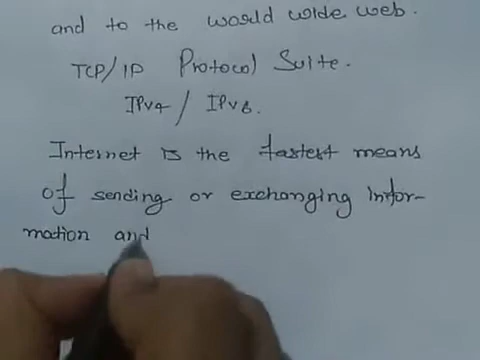 and to the world wide web.
TCP/IP Protocol Suite.
IPv4 / IPv6.
Internet is the fastest means
of sending or exchanging infor-
mation and